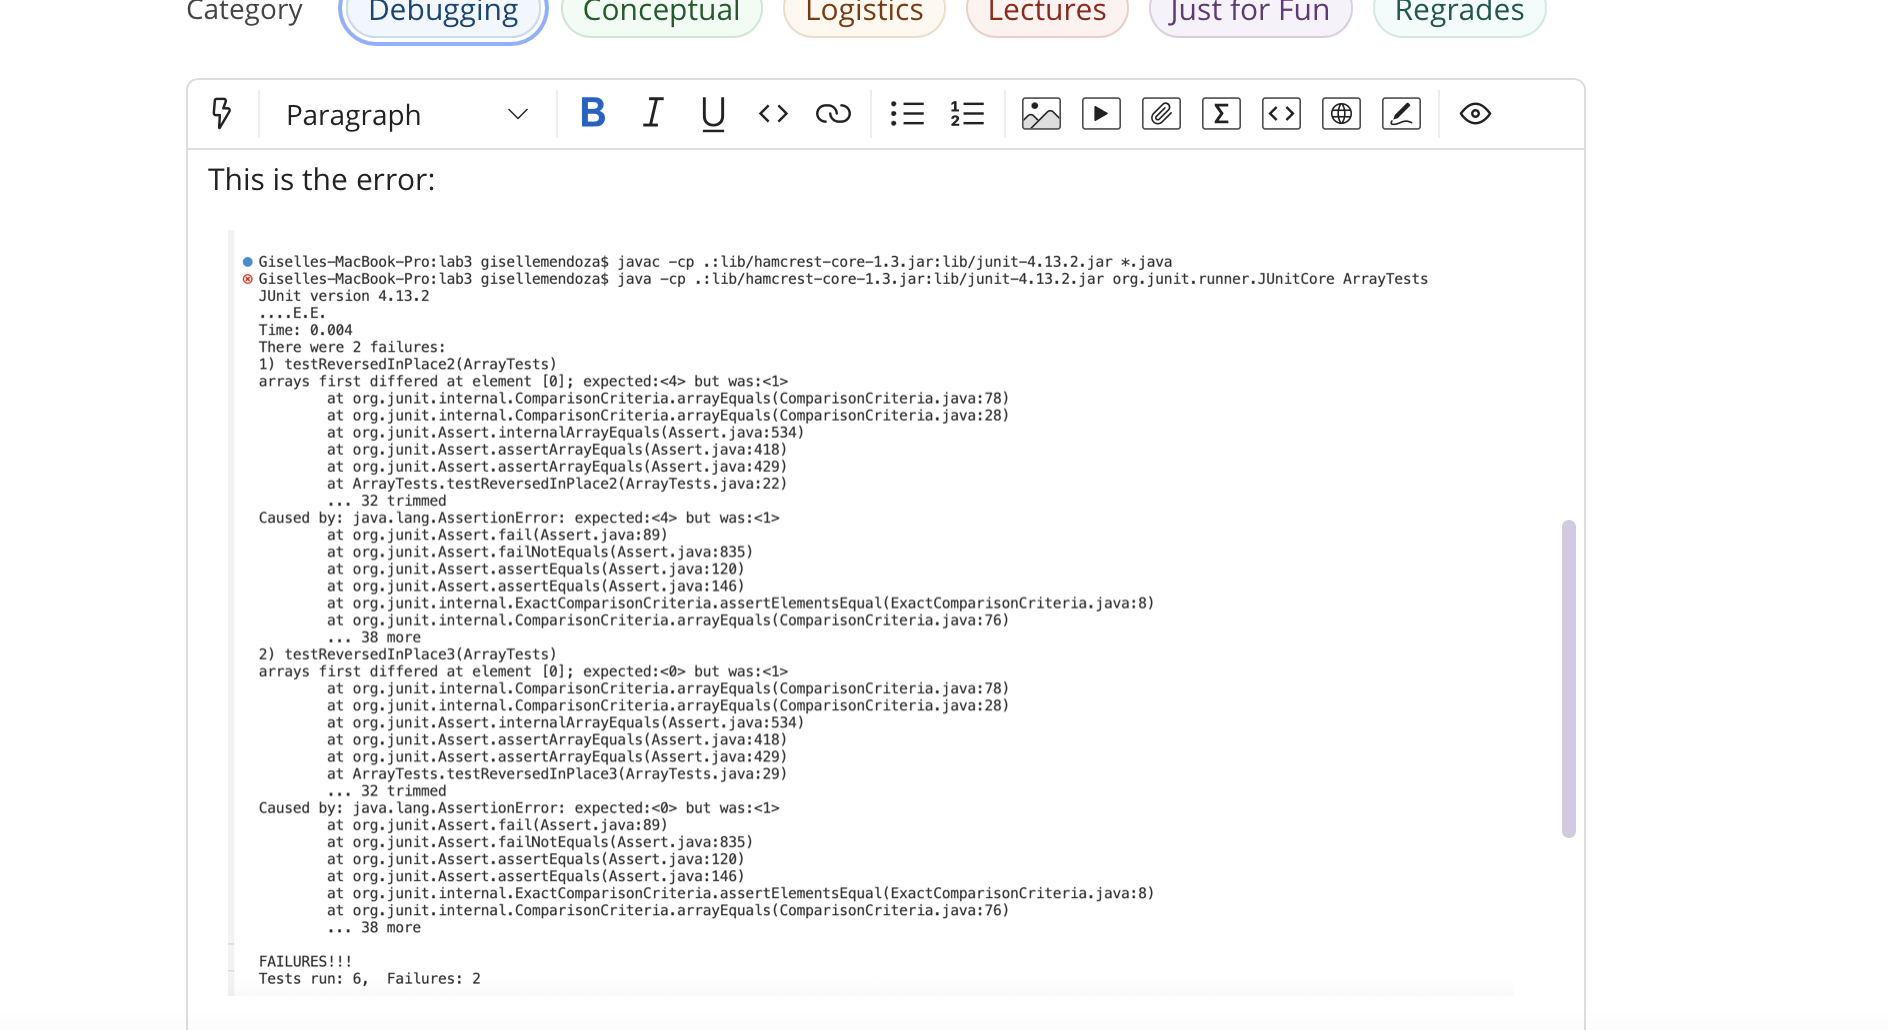 Category Debugging Conceptual Logistics Lectures Just for Fun Regrades
Paragraph B I U
This is the error:
Giselles-MacBook-Pro:lab3 gisellemendoza$ javac -cp .:lib/hamcrest-core-1.3.jar:lib/junit-4.13.2.jar *.java
Giselles-MacBook-Pro:lab3 gisellemendoza$ java -cp .:lib/hamcrest-core-1.3.jar:lib/junit-4.13.2.jar org.junit.runner.JUnitCore ArrayTests
JUnit version 4.13.2
....E.E.
Time: 0.004
There were 2 failures:
1) testReversedInPlace2(ArrayTests)
arrays first differed at element [0]; expected:<4> but was:<1>
at org.junit.internal.ComparisonCriteria.arrayEquals(ComparisonCriteria.java:78)
at org.junit.internal.ComparisonCriteria.arrayEquals(ComparisonCriteria.java:28)
at org.junit.Assert.internalArrayEquals(Assert.java:534)
at org.junit.Assert.assertArrayEquals(Assert.java:418)
at org.junit.Assert.assertArrayEquals(Assert.java:429)
at ArrayTests.testReversedInPlace2(ArrayTests.java:22)
... 32 trimmed
Caused by: java.lang.AssertionError: expected:<4> but was:<1>
at org.junit.Assert.fail(Assert.java:89)
at org.junit.Assert.failNotEquals(Assert.java:835)
at org.junit.Assert.assertEquals(Assert.java:120)
at org.junit.Assert.assertEquals(Assert.java:146)
at org.junit.internal.ExactComparisonCriteria.assertElementsEqual(ExactComparisonCriteria.java:8)
at org.junit.internal.ComparisonCriteria.arrayEquals(ComparisonCriteria.java:76)
... 38 more
2) testReversedInPlace3(ArrayTests)
arrays first differed at element [0]; expected:<0> but was:<1>
at org.junit.internal.ComparisonCriteria.arrayEquals(ComparisonCriteria.java:78)
at org.junit.internal.ComparisonCriteria.arrayEquals(ComparisonCriteria.java:28)
at org.junit.Assert.internalArrayEquals(Assert.java:534)
at org.junit.Assert.assertArrayEquals(Assert.java:418)
at org.junit.Assert.assertArrayEquals(Assert.java:429)
at ArrayTests.testReversedInPlace3(ArrayTests.java:29)
... 32 trimmed
Caused by: java.lang.AssertionError: expected:<0> but was:<1>
at org.junit.Assert.fail(Assert.java:89)
at org.junit.Assert.failNotEquals(Assert.java:835)
at org.junit.Assert.assertEquals(Assert.java:120)
at org.junit.Assert.assertEquals(Assert.java:146)
at org.junit.internal.ExactComparisonCriteria.assertElementsEqual(ExactComparisonCriteria.java:8)
at org.junit.internal.ComparisonCriteria.arrayEquals(ComparisonCriteria.java:76)
... 38 more
FAILURES!!!
Tests run: 6,  Failures: 2